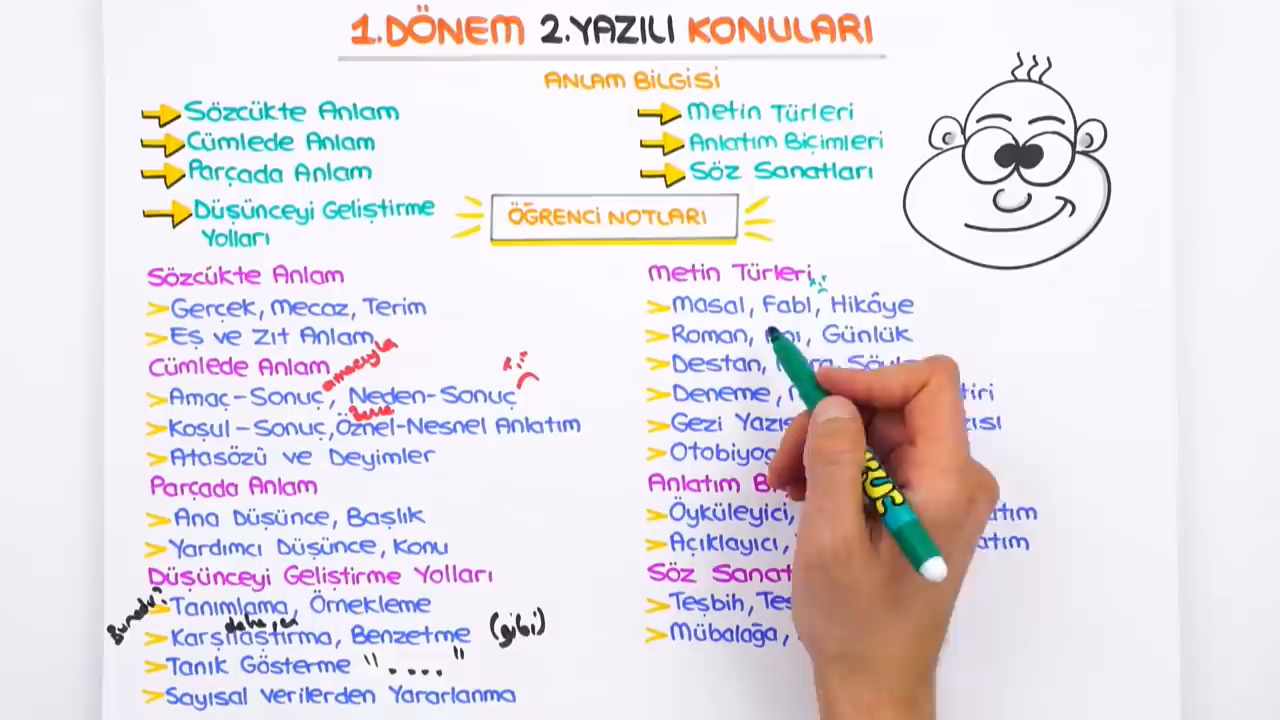 1.DÖNEM 2.YAZILI KONULARI
ANLAM BİLGİSİ
Sözcükte Anlam
Cümlede Anlam
Parçada Anlam
Düşünceyi Geliştirme
Yolları
Metin Türleri
Anlatım Biçimleri
Söz Sanatları
ÖĞRENCİ NOTLARI
Sözcükte Anlam
Gerçek, Mecaz, Terim
Eş ve Zıt Anlam
Cümlede Anlam
amacıyla
Amaç-Sonuç, Neden-Sonuç
Koşul-Sonuç, Öznel-Nesnel Anlatım
Atasözü ve Deyimler
Parçada Anlam
Ana Düşünce, Başlık
Yardımcı Düşünce, Konu
Düşünceyi Geliştirme Yolları
Tanımlama, Örnekleme
daha, en
Karşılaştırma, Benzetme (gibi)
Tanık Gösterme "...."
Sayısal Verilerden Yararlanma
Metin Türleri
Masal, Fabl, Hikâye
Roman, Günlük
Destan,
Deneme,
Gezi
Anlatım
Öyküleyici,
Açıklayıcı,
Söz
Teşbih,
Mübalağa,